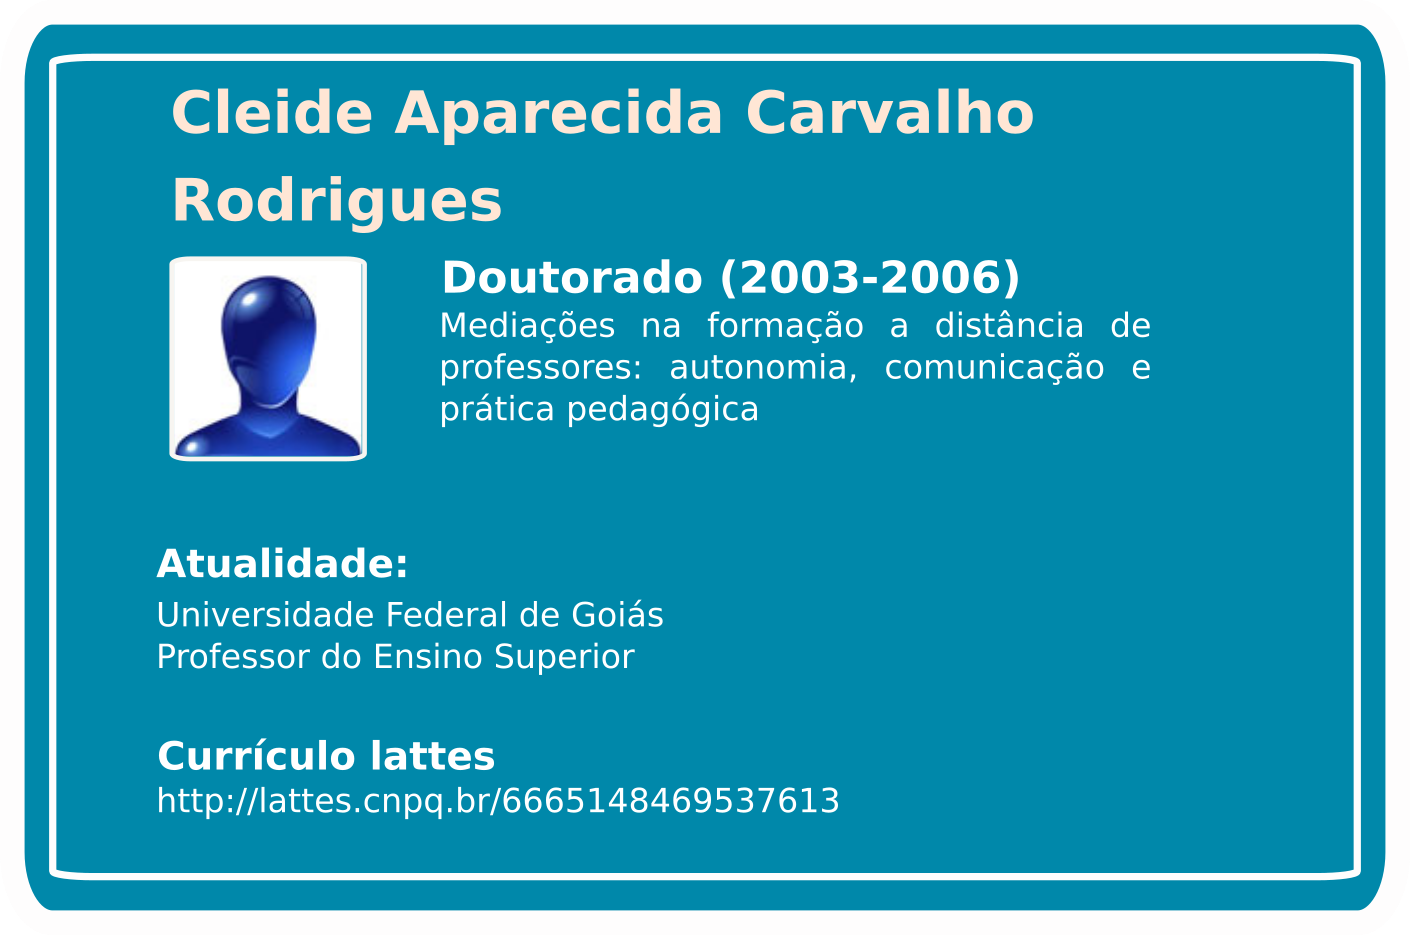 Cleide Aparecida Carvalho
Rodrigues
Doutorado (2003-2006)
Mediações na formação a distância de
professores: autonomia, comunicação e
prática pedagógica
Atualidade:
Universidade Federal de Goiás
Professor do Ensino Superior
Currículo lattes
http://lattes.cnpq.br/6665148469537613